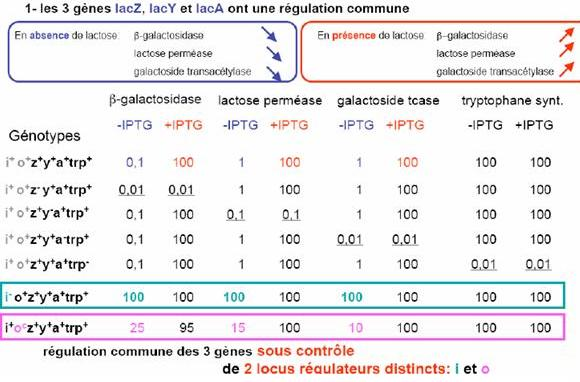 1- les 3 gènes lacZ, lacY et lacA ont une régulation commune
En absence de lactose: β-galactosidase
lactose perméase
galactoside transacétylase
En présence de lactose: β-galactosidase
lactose perméase
galactoside transacétylase
β-galactosidase lactose perméase galactoside tcase tryptophane synt.
Génotypes -IPTG +IPTG -IPTG +IPTG -IPTG +IPTG -IPTG +IPTG
i⁺o⁺z⁺y⁺a⁺trp⁺ 0,1 100 1 100 1 100 100 100
i⁺o⁺z⁻y⁺a⁺trp⁺ 0,01 0,01 1 100 1 100 100 100
i⁺o⁺z⁺y⁻a⁺trp⁺ 0,1 100 0,1 0,1 1 100 100 100
i⁺o⁺z⁺y⁺a⁻trp⁺ 0,1 100 1 100 0,01 0,01 100 100
i⁺o⁺z⁺y⁺a⁺trp⁻ 0,1 100 1 100 1 100 0,01 0,01
i⁻o⁺z⁺y⁺a⁺trp⁺ 100 100 100 100 100 100 100 100
i⁺oᶜz⁺y⁺a⁺trp⁺ 25 95 15 100 10 100 100 100
régulation commune des 3 gènes sous contrôle
de 2 locus régulateurs distincts: i et o